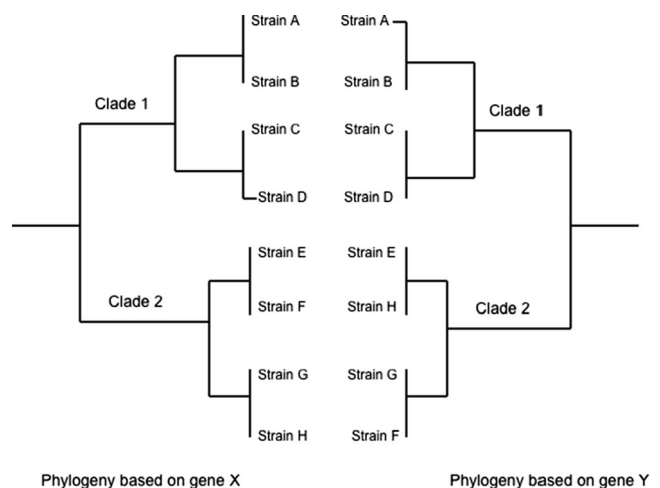 Strain A
Strain B
Clade 1
Strain C
Strain D
Strain E
Strain F
Clade 2
Strain G
Strain H
Phylogeny based on gene X
Strain A
Strain B
Clade 1
Strain C
Strain D
Strain E
Strain H
Clade 2
Strain G
Strain F
Phylogeny based on gene Y